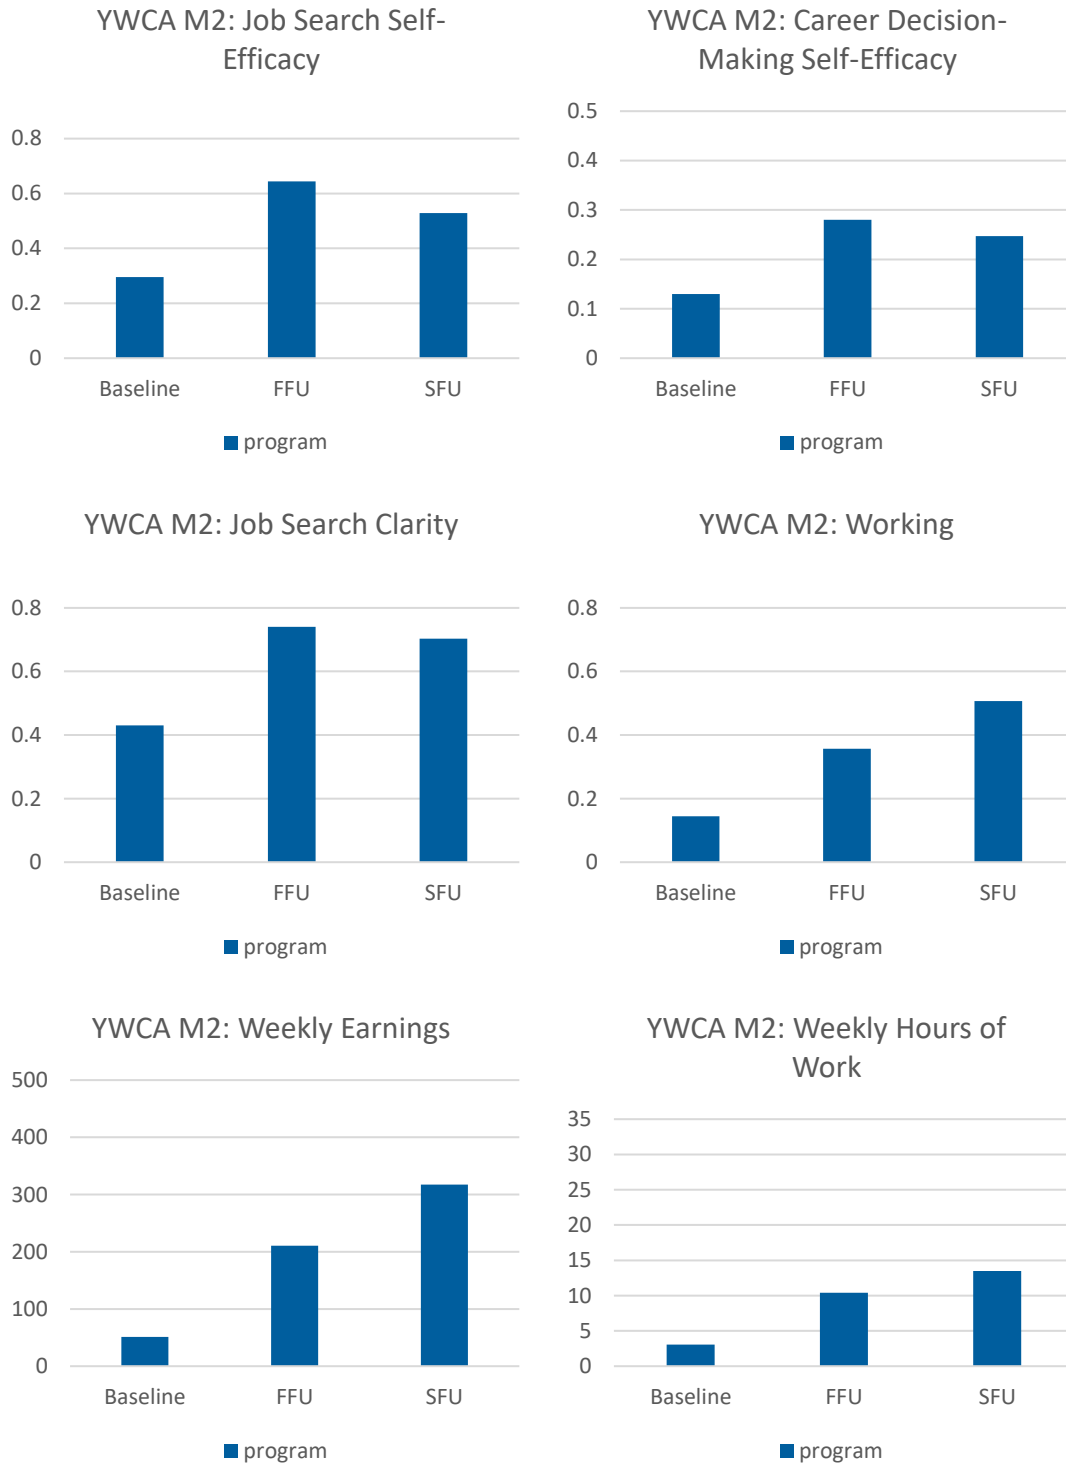 YWCA M2: Job Search Self-
Efficacy
0.8
0.6
0.4
0.2
0
Baseline FFU SFU
program
YWCA M2: Career Decision-
Making Self-Efficacy
0.5
0.4
0.3
0.2
0.1
0
Baseline FFU SFU
program
YWCA M2: Job Search Clarity
0.8
0.6
0.4
0.2
0
Baseline FFU SFU
program
YWCA M2: Working
0.8
0.6
0.4
0.2
0
Baseline FFU SFU
program
YWCA M2: Weekly Earnings
500
400
300
200
100
0
Baseline FFU SFU
program
YWCA M2: Weekly Hours of
Work
35
30
25
20
15
10
5
0
Baseline FFU SFU
program